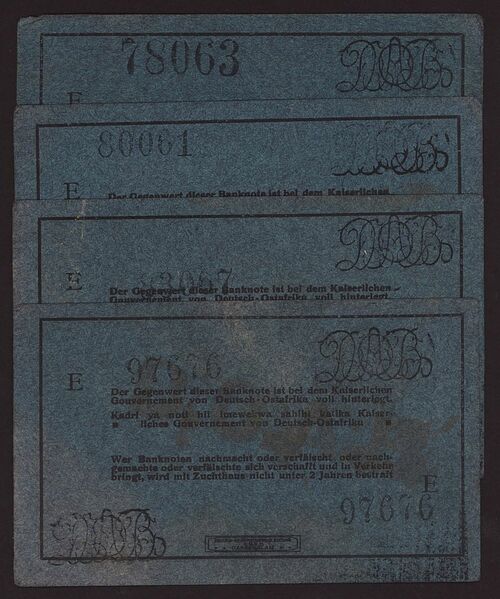 78063
DOAB
E
80061
E
Der Gegenwert dieser Banknote ist bei dem Kaiserlichen
DOAB
E
Der Gegenwert dieser Banknote ist bei dem Kaiserlichen
Gouvernement von Deutsch-Ostafrika voll hinterlegt.
97676
DOAB
E
Der Gegenwert dieser Banknote ist bei dem Kaiserlichen
Gouvernement von Deutsch-Ostafrika voll hinterlegt.
Kadri ya noti hii imewekwa sahihi katika Kaiser-
liches Gouvernement von Deutsch-Ostafrika
Wer Banknoten nachmacht oder verfälscht oder nach-
gemachte oder verfälschte sich verschafft und in Verkehr
bringt, wird mit Zuchthaus nicht unter 2 Jahren bestraft
E
97676
DOAB